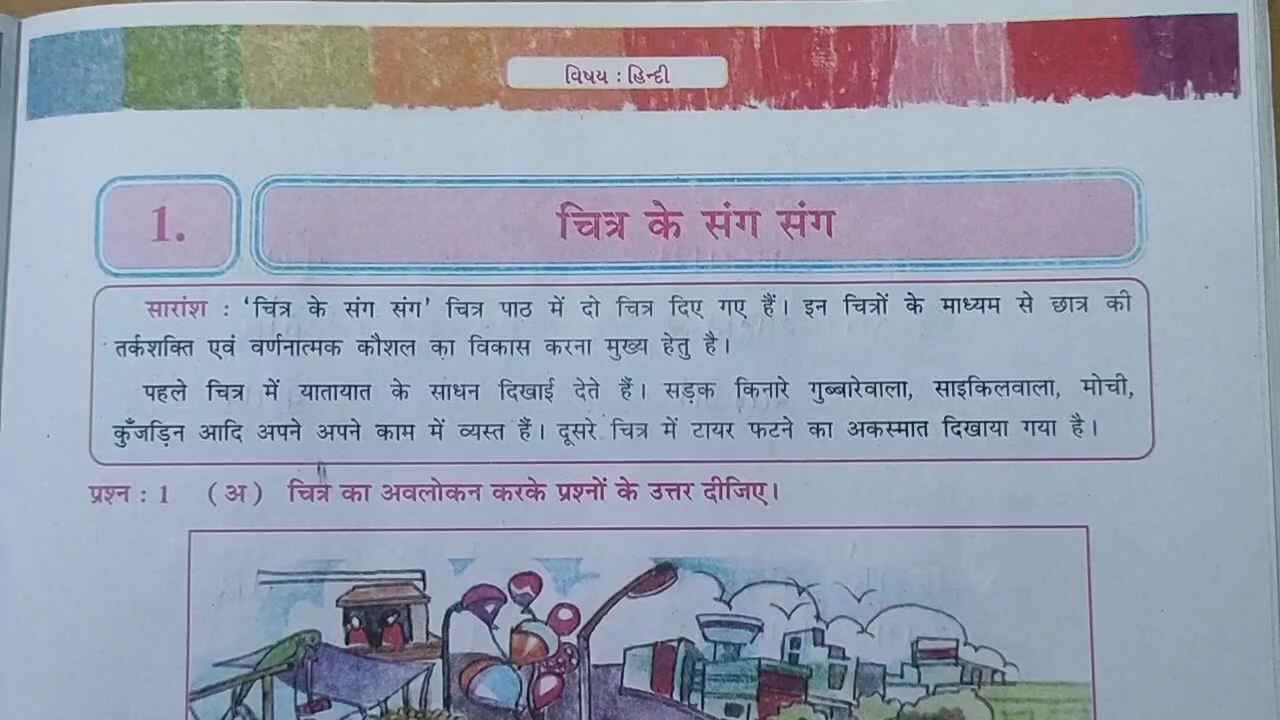 વિષય : હિન્દી
1.
चित्र के संग संग
सारांश : 'चित्र के संग संग' चित्र पाठ में दो चित्र दिए गए हैं। इन चित्रों के माध्यम से छात्र की
तर्कशक्ति एवं वर्णनात्मक कौशल का विकास करना मुख्य हेतु है।
पहले चित्र में यातायात के साधन दिखाई देते हैं। सड़क किनारे गुब्बारेवाला, साइकिलवाला, मोची,
कुँजड़िन आदि अपने अपने काम में व्यस्त हैं। दूसरे चित्र में टायर फटने का अकस्मात दिखाया गया है।
प्रश्न : 1 (अ) चित्र का अवलोकन करके प्रश्नों के उत्तर दीजिए।